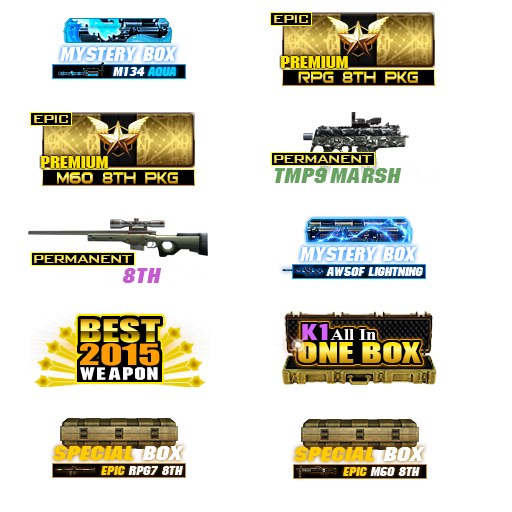 MYSTERY BOX
M134 AQUA
EPIC
PREMIUM
RPG 8TH PKG
EPIC
PREMIUM
M60 8TH PKG
PERMANENT
TMP9 MARSH
PERMANENT
8TH
MYSTERY BOX
AW50F LIGHTNING
BEST
2015
WEAPON
K1 All In
ONE BOX
SPECIAL BOX
EPIC RPG7 8TH
SPECIAL BOX
EPIC M60 8TH